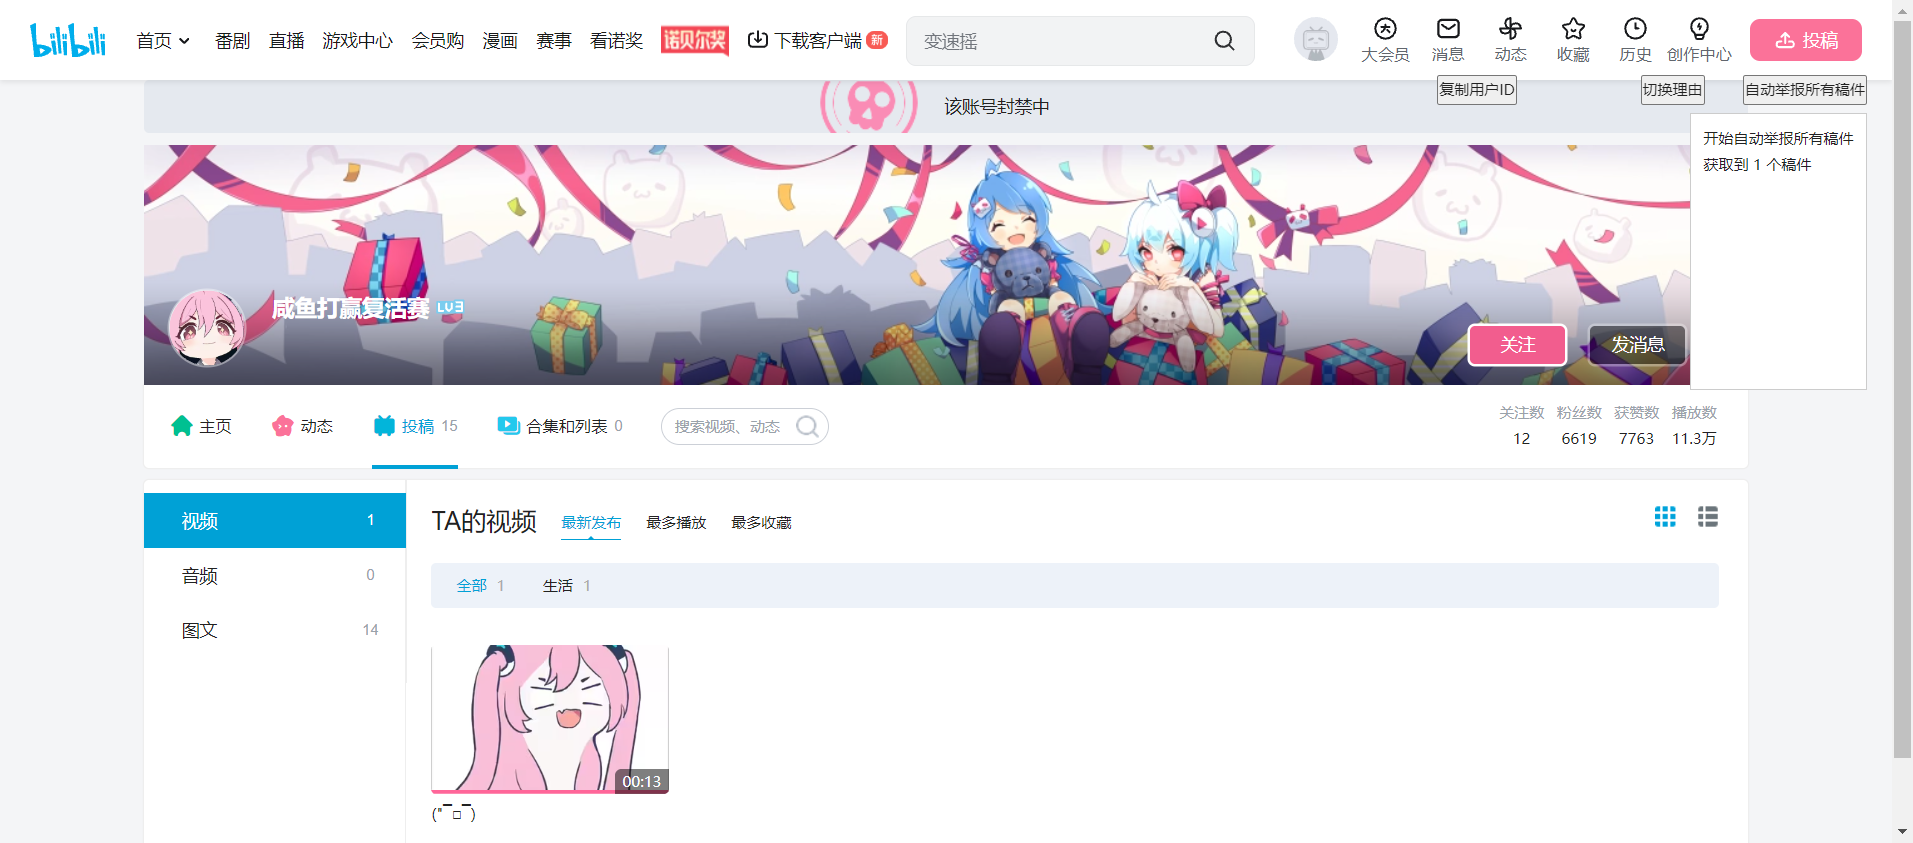 bilibili
首页 番剧 直播 游戏中心 会员购 漫画 赛事 看诺奖 诺贝尔奖 下载客户端 新
变速摇
大会员 消息 动态 收藏 历史 创作中心 投稿
复制用户ID 切换理由 自动举报所有稿件
该账号封禁中
开始自动举报所有稿件
获取到 1 个稿件
咸鱼打赢复活赛 LV3
关注 发消息
主页 动态 投稿 15 合集和列表 0 搜索视频、动态
关注数 粉丝数 获赞数 播放数
12 6619 7763 11.3万
视频 1
音频 0
图文 14
TA的视频 最新发布 最多播放 最多收藏
全部 1 生活 1
00:13
("▔□▔)